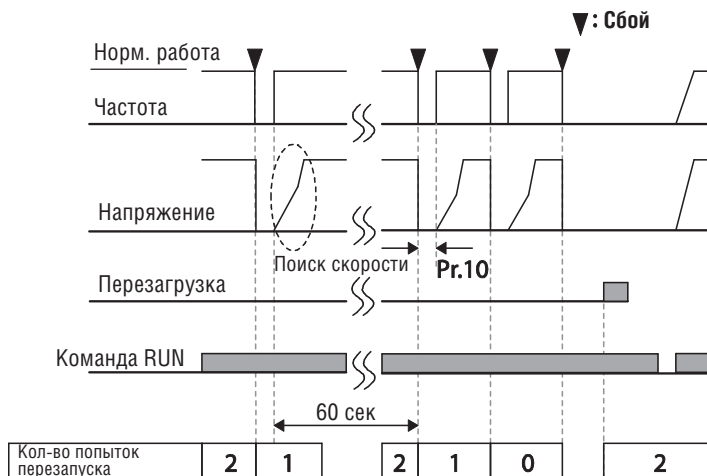 ▼: Сбой
Норм. работа
Частота
Напряжение
Поиск скорости
Pr.10
Перезагрузка
Команда RUN
60 сек
Кол-во попыток
перезапуска
2 1 2 1 0 2